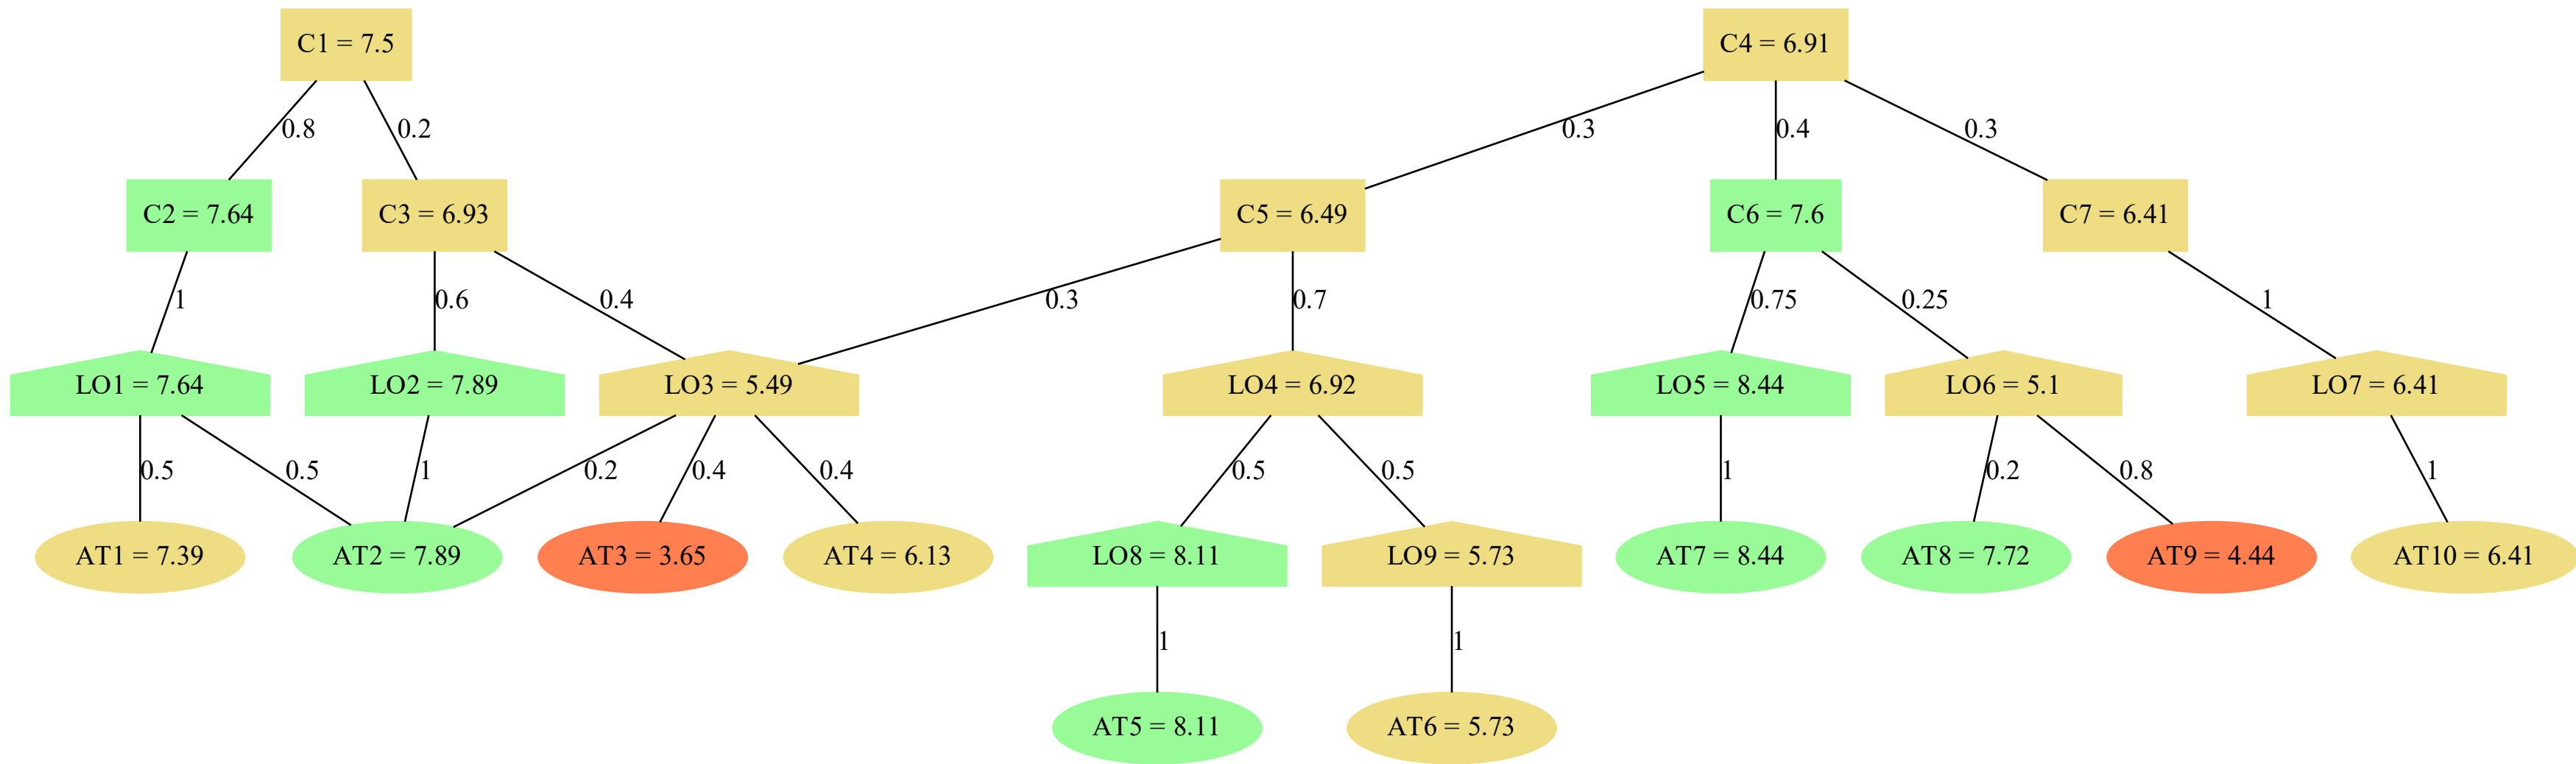 C1 = 7.5
C4 = 6.91
0.8
0.2
0.3
0.4
0.3
C2 = 7.64
C3 = 6.93
C5 = 6.49
C6 = 7.6
C7 = 6.41
1
0.6
0.4
0.3
0.7
0.75
0.25
1
LO1 = 7.64
LO2 = 7.89
LO3 = 5.49
LO4 = 6.92
LO5 = 8.44
LO6 = 5.1
LO7 = 6.41
0.5
0.5
1
0.2
0.4
0.4
0.5
0.5
1
0.2
0.8
1
AT1 = 7.39
AT2 = 7.89
AT3 = 3.65
AT4 = 6.13
LO8 = 8.11
LO9 = 5.73
AT7 = 8.44
AT8 = 7.72
AT9 = 4.44
AT10 = 6.41
1
1
AT5 = 8.11
AT6 = 5.73